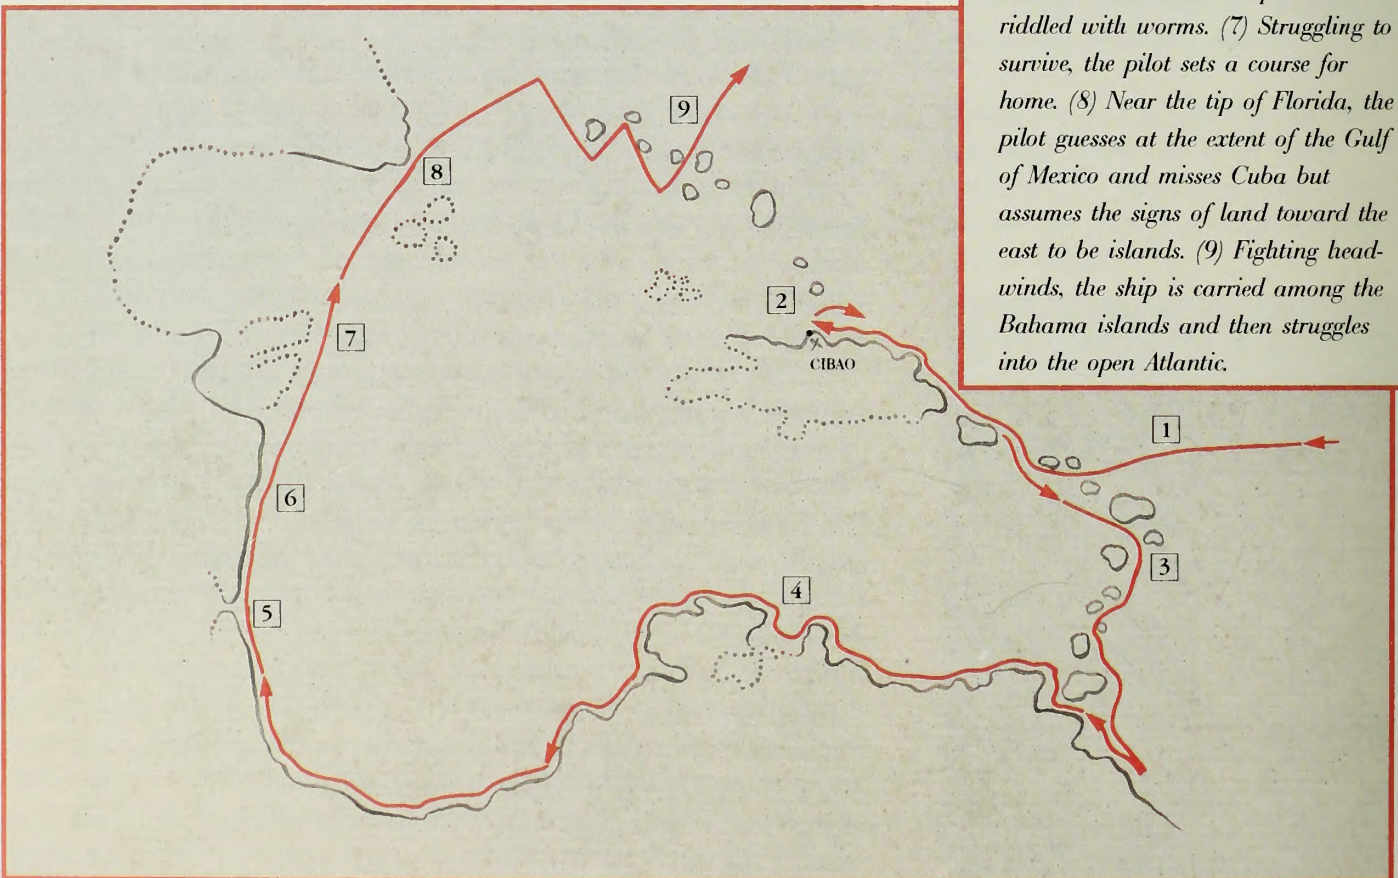 riddled with worms. (7) Struggling to
survive, the pilot sets a course for
home. (8) Near the tip of Florida, the
pilot guesses at the extent of the Gulf
of Mexico and misses Cuba but
assumes the signs of land toward the
east to be islands. (9) Fighting head-
winds, the ship is carried among the
Bahama islands and then struggles
into the open Atlantic.
9
8
2
7
CIBAO
1
6
3
4
5